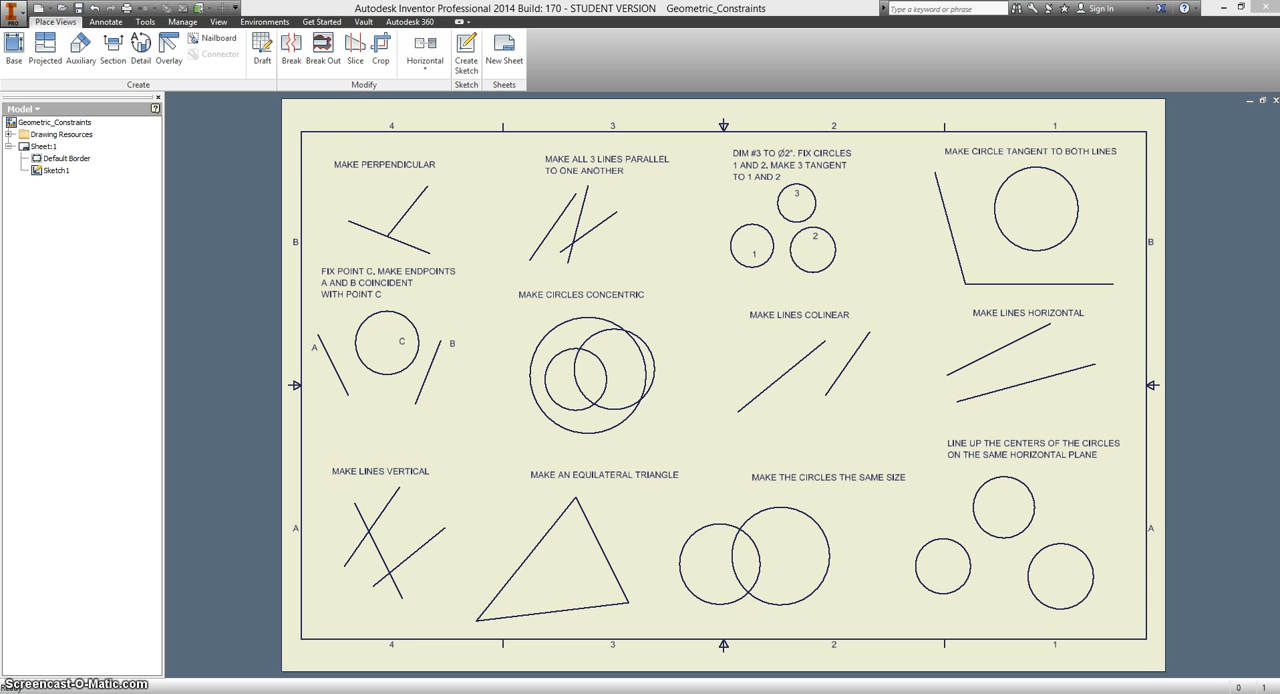 Autodesk Inventor Professional 2014 Build: 170 - STUDENT VERSION Geometric_Constraints
Type a keyword or phrase
Sign In
PRO
Place Views Annotate Tools Manage View Environments Get Started Vault Autodesk 360
Base Projected Auxiliary Section Detail Overlay
Nailboard
Connector
Draft
Break Break Out Slice Crop
Horizontal
Create Sketch
New Sheet
Create Modify Sketch Sheets
Model
Geometric_Constraints
Drawing Resources
Sheet:1
Default Border
Sketch1
4 3 2 1
MAKE PERPENDICULAR
MAKE ALL 3 LINES PARALLEL
TO ONE ANOTHER
DIM #3 TO Ø2". FIX CIRCLES
1 AND 2. MAKE 3 TANGENT
TO 1 AND 2
3
1
2
MAKE CIRCLE TANGENT TO BOTH LINES
B B
FIX POINT C. MAKE ENDPOINTS
A AND B COINCIDENT
WITH POINT C
A
C
B
MAKE CIRCLES CONCENTRIC
MAKE LINES COLINEAR
MAKE LINES HORIZONTAL
MAKE LINES VERTICAL
MAKE AN EQUILATERAL TRIANGLE
MAKE THE CIRCLES THE SAME SIZE
LINE UP THE CENTERS OF THE CIRCLES
ON THE SAME HORIZONTAL PLANE
A A
4 3 2 1
Screencast-O-Matic.com
0 1